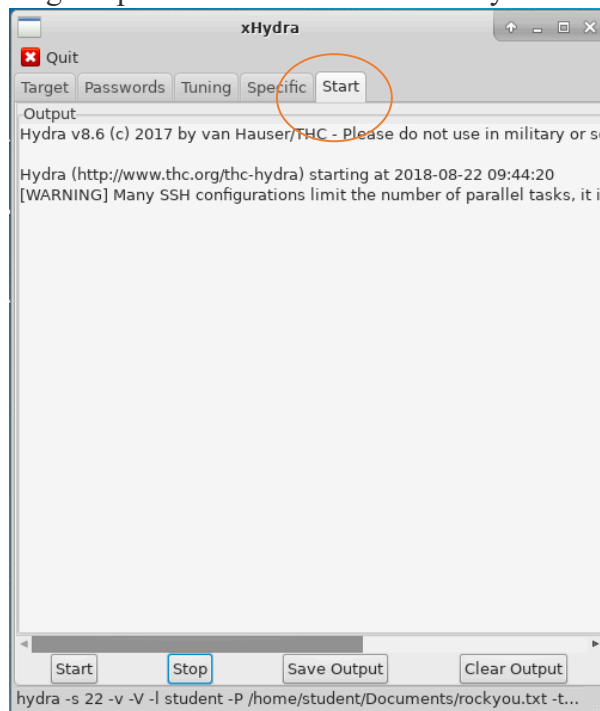 xHydra
Quit
Target Passwords Tuning Specific Start
Output
Hydra v8.6 (c) 2017 by van Hauser/THC - Please do not use in military or s
Hydra (http://www.thc.org/thc-hydra) starting at 2018-08-22 09:44:20
[WARNING] Many SSH configurations limit the number of parallel tasks, it i
Start Stop Save Output Clear Output
hydra -s 22 -v -V -l student -P /home/student/Documents/rockyou.txt -t...